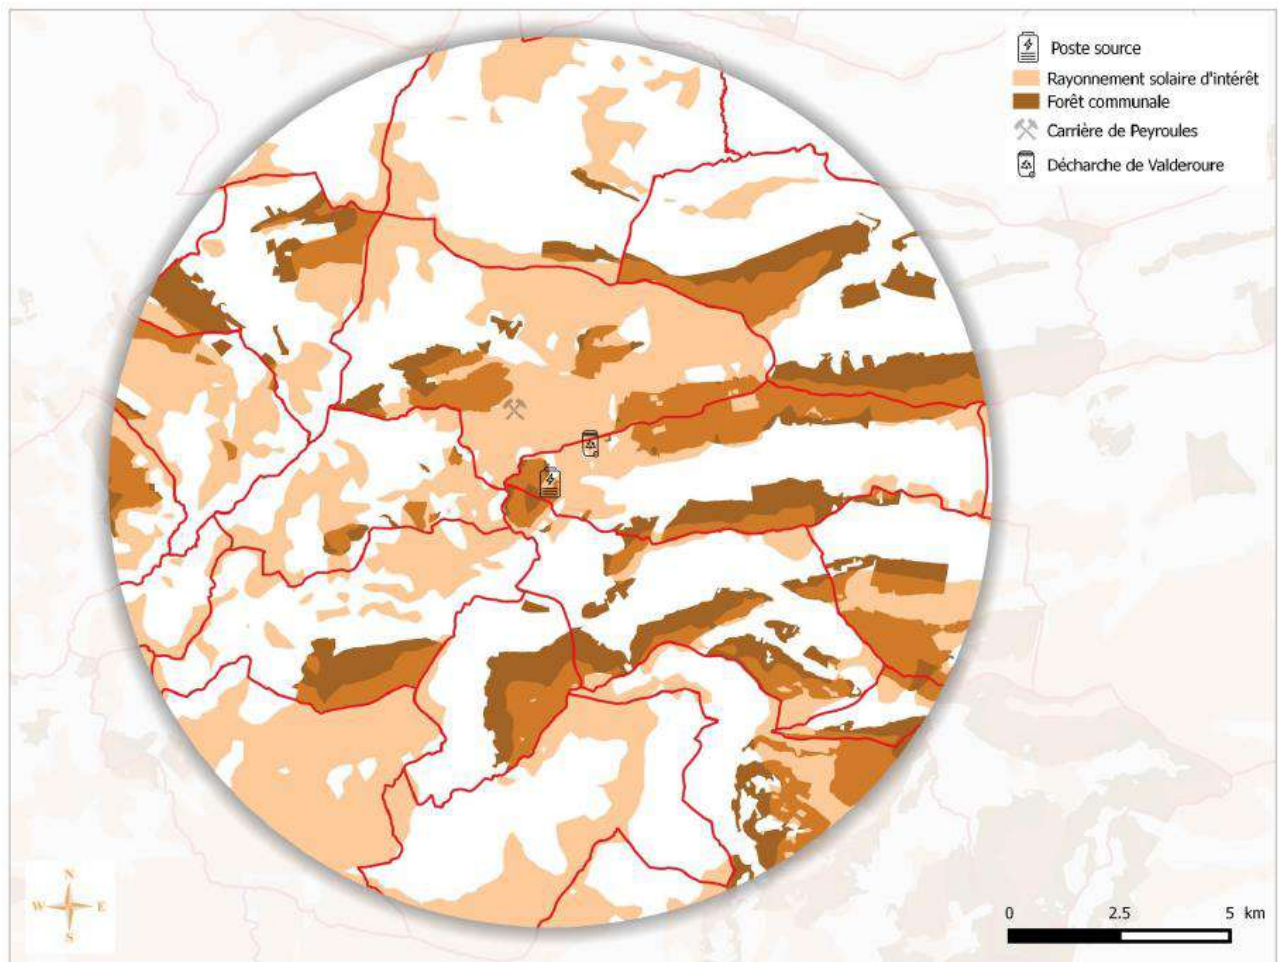 Poste source
Rayonnement solaire d'intérêt
Forêt communale
Carrière de Peyroules
Décharche de Valderoure
N
W E
S
0 2.5 5 km